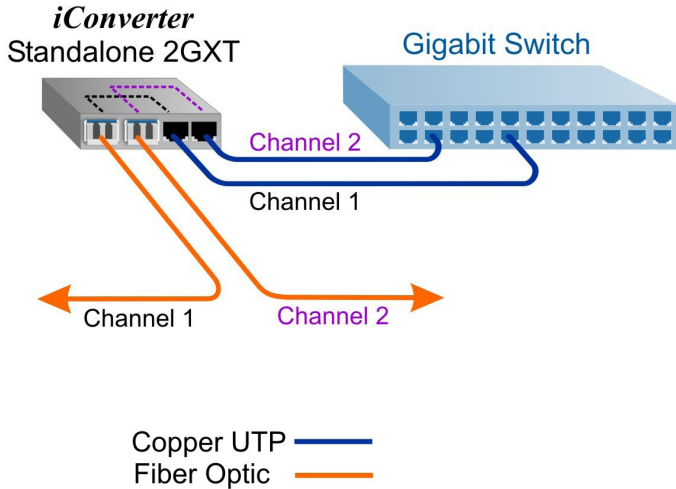 iConverter
Standalone 2GXT
Gigabit Switch
Channel 2
Channel 1
Channel 1
Channel 2
Copper UTP
Fiber Optic